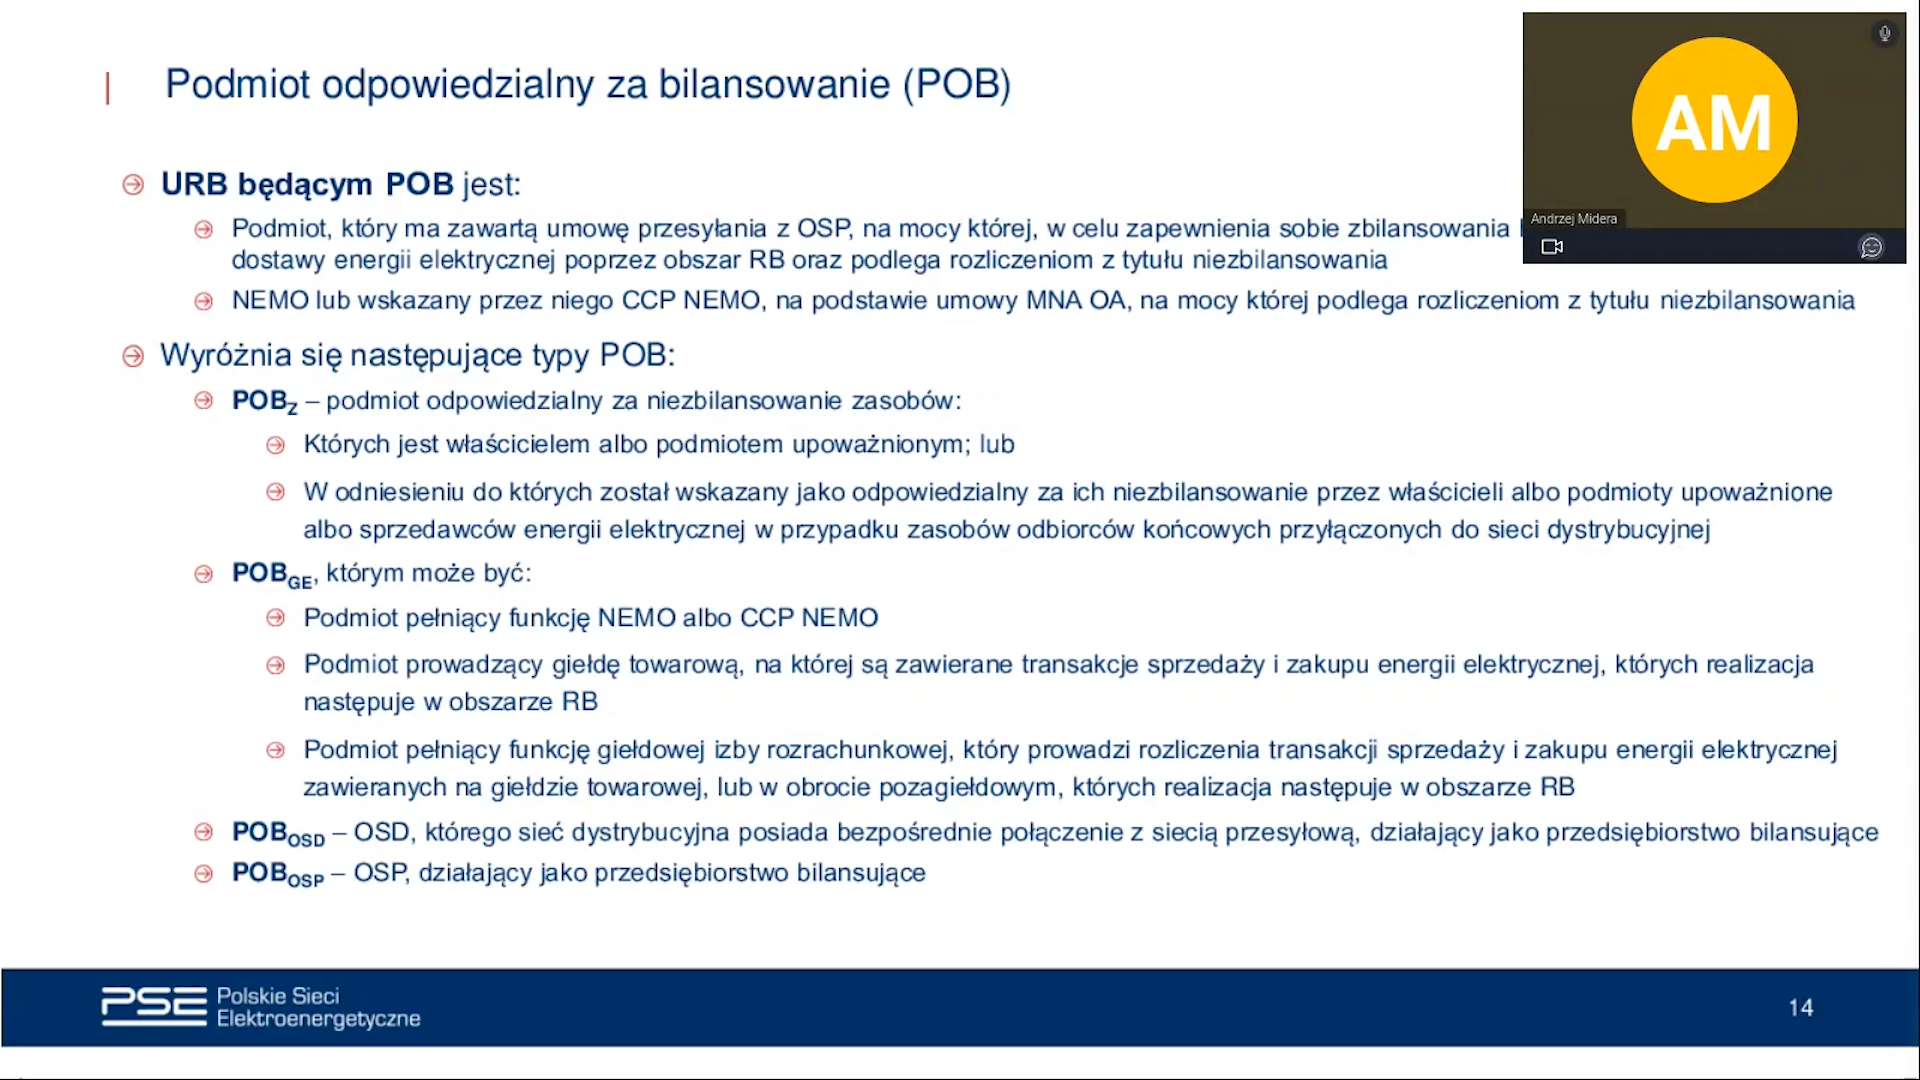 Podmiot odpowiedzialny za bilansowanie (POB)
AM
Andrzej Midera
URB będącym POB jest:
Podmiot, który ma zawartą umowę przesyłania z OSP, na mocy której, w celu zapewnienia sobie zbilansowania
dostawy energii elektrycznej poprzez obszar RB oraz podlega rozliczeniom z tytułu niezbilansowania
NEMO lub wskazany przez niego CCP NEMO, na podstawie umowy MNA OA, na mocy której podlega rozliczeniom z tytułu niezbilansowania
Wyróżnia się następujące typy POB:
POBZ – podmiot odpowiedzialny za niezbilansowanie zasobów:
Których jest właścicielem albo podmiotem upoważnionym; lub
W odniesieniu do których został wskazany jako odpowiedzialny za ich niezbilansowanie przez właścicieli albo podmioty upoważnione
albo sprzedawców energii elektrycznej w przypadku zasobów odbiorców końcowych przyłączonych do sieci dystrybucyjnej
POBGE, którym może być:
Podmiot pełniący funkcję NEMO albo CCP NEMO
Podmiot prowadzący giełdę towarową, na której są zawierane transakcje sprzedaży i zakupu energii elektrycznej, których realizacja
następuje w obszarze RB
Podmiot pełniący funkcję giełdowej izby rozrachunkowej, który prowadzi rozliczenia transakcji sprzedaży i zakupu energii elektrycznej
zawieranych na giełdzie towarowej, lub w obrocie pozagiełdowym, których realizacja następuje w obszarze RB
POBOSD – OSD, którego sieć dystrybucyjna posiada bezpośrednie połączenie z siecią przesyłową, działający jako przedsiębiorstwo bilansujące
POBOSP – OSP, działający jako przedsiębiorstwo bilansujące
PSE Polskie Sieci
Elektroenergetyczne
14